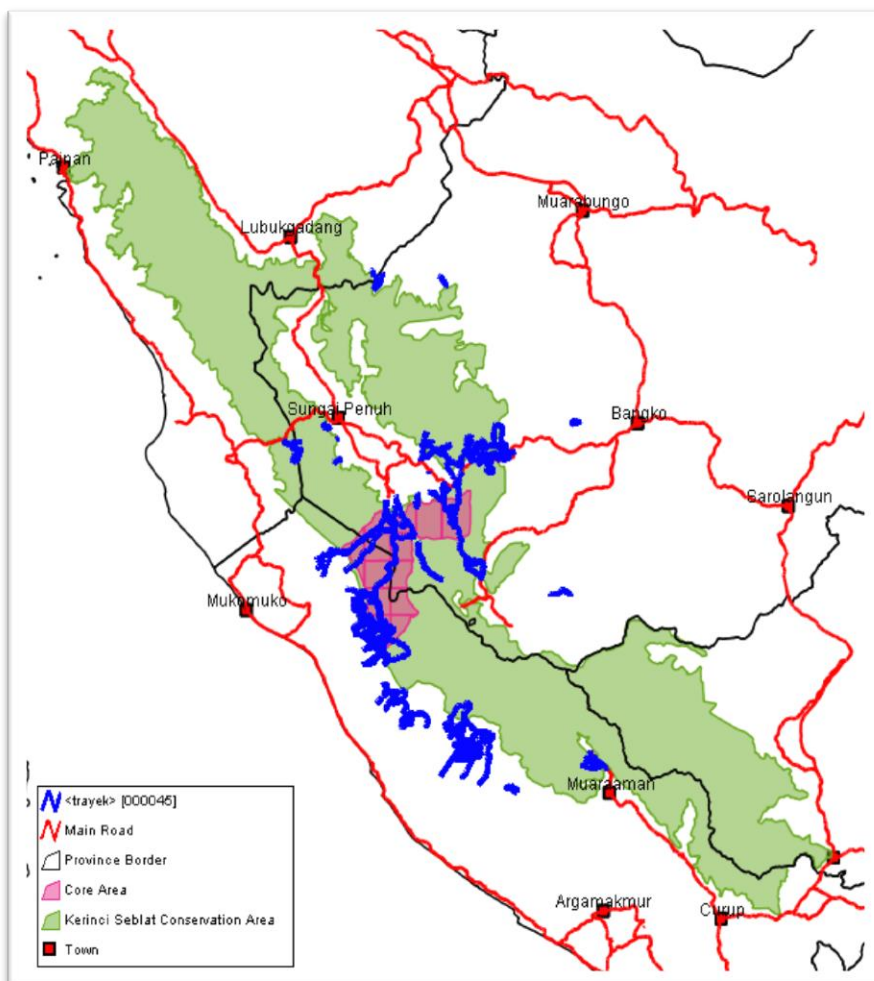 Painan
Lubukgadang
Muarabungo
Sungai Penuh
Bangko
Sarolangun
Mukomuko
Muaraaman
Argamakmur
Curup
<trayek> [000045]
Main Road
Province Border
Core Area
Kerinci Seblat Conservation Area
Town